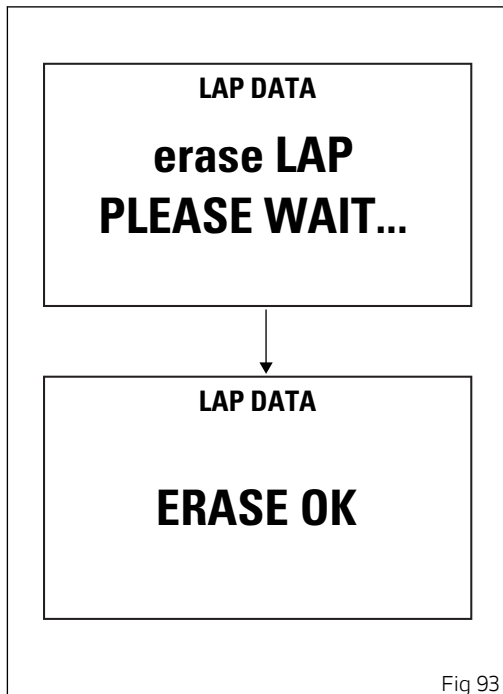 LAP DATA
erase LAP
PLEASE WAIT...
LAP DATA
ERASE OK
Fig 93